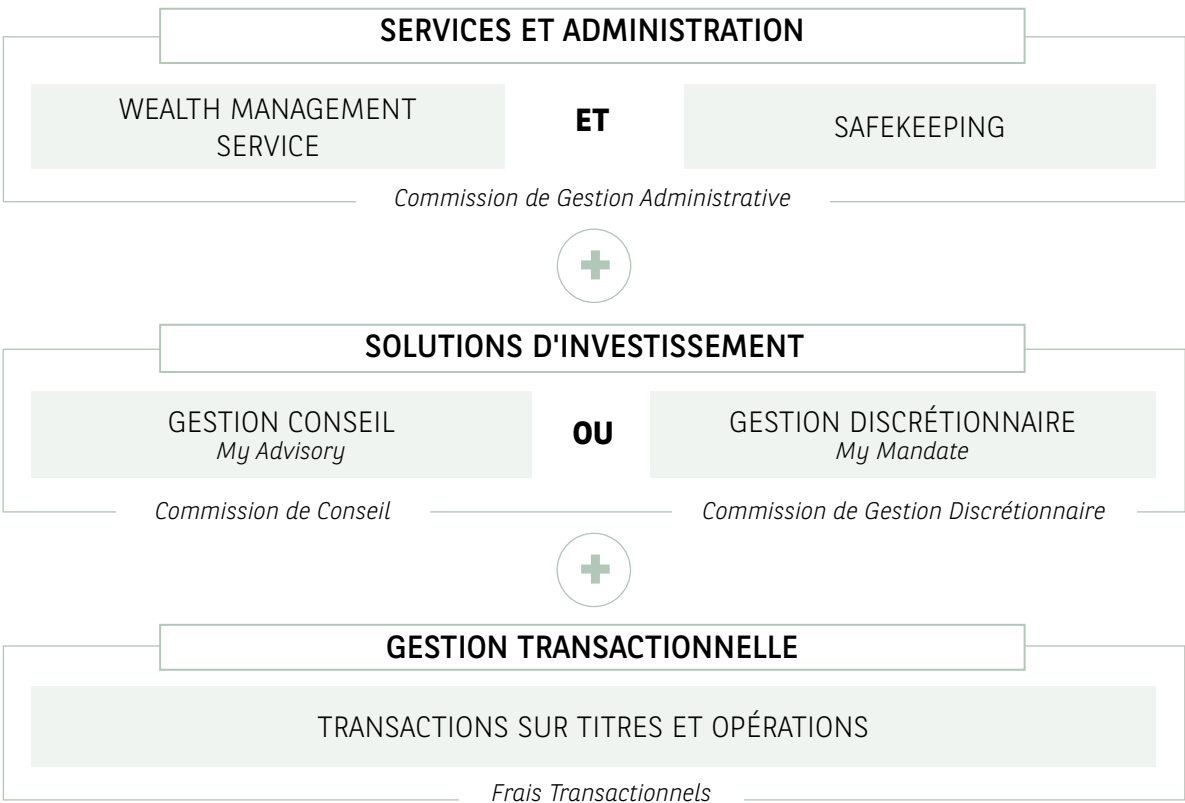 SERVICES ET ADMINISTRATION
WEALTH MANAGEMENT
SERVICE
ET
SAFEKEEPING
Commission de Gestion Administrative
SOLUTIONS D'INVESTISSEMENT
GESTION CONSEIL
My Advisory
OU
GESTION DISCRÉTIONNAIRE
My Mandate
Commission de Conseil
Commission de Gestion Discrétionnaire
GESTION TRANSACTIONNELLE
TRANSACTIONS SUR TITRES ET OPÉRATIONS
Frais Transactionnels